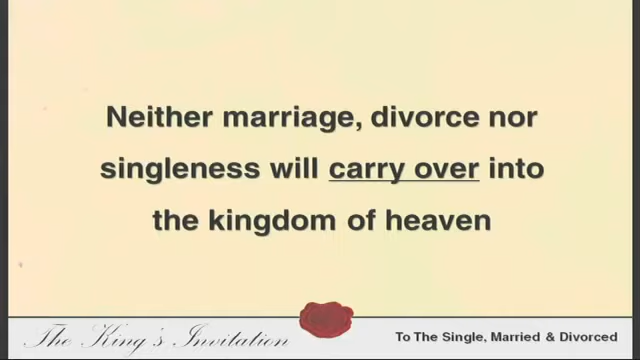 Neither marriage, divorce nor
singleness will carry over into
the kingdom of heaven
The King's Invitation
To The Single, Married & Divorced